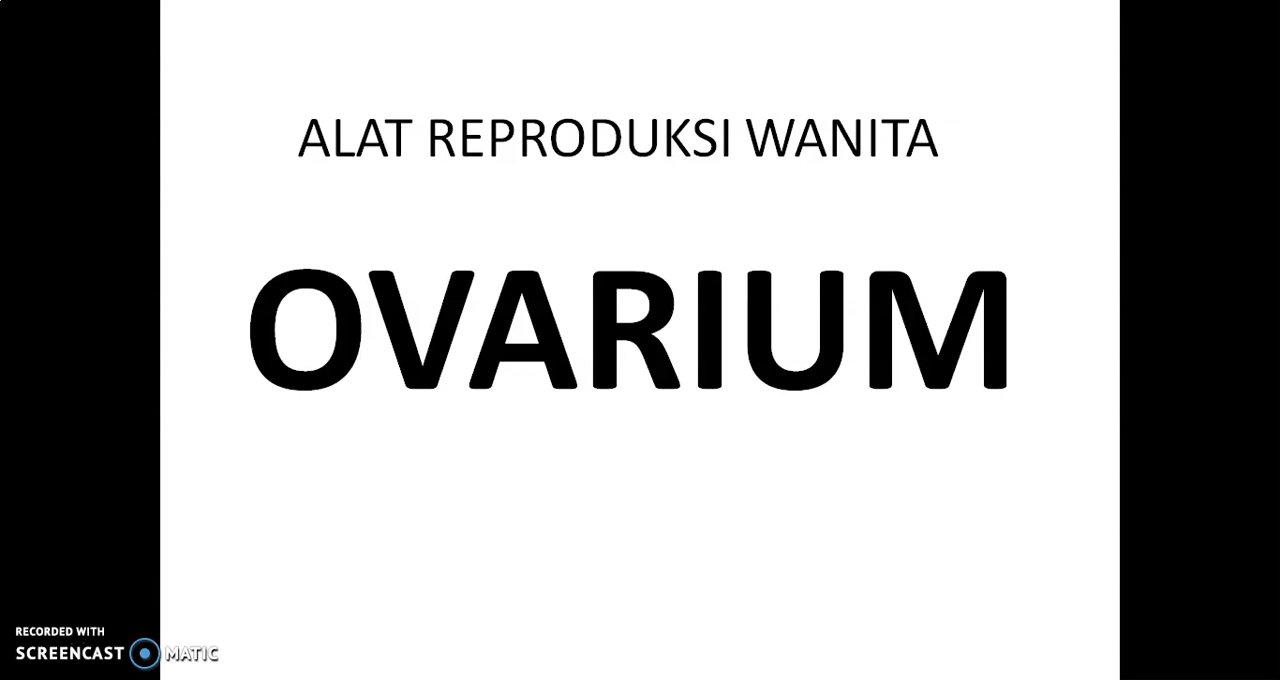 ALAT REPRODUKSI WANITA
OVARIUM
RECORDED WITH
SCREENCAST MATIC